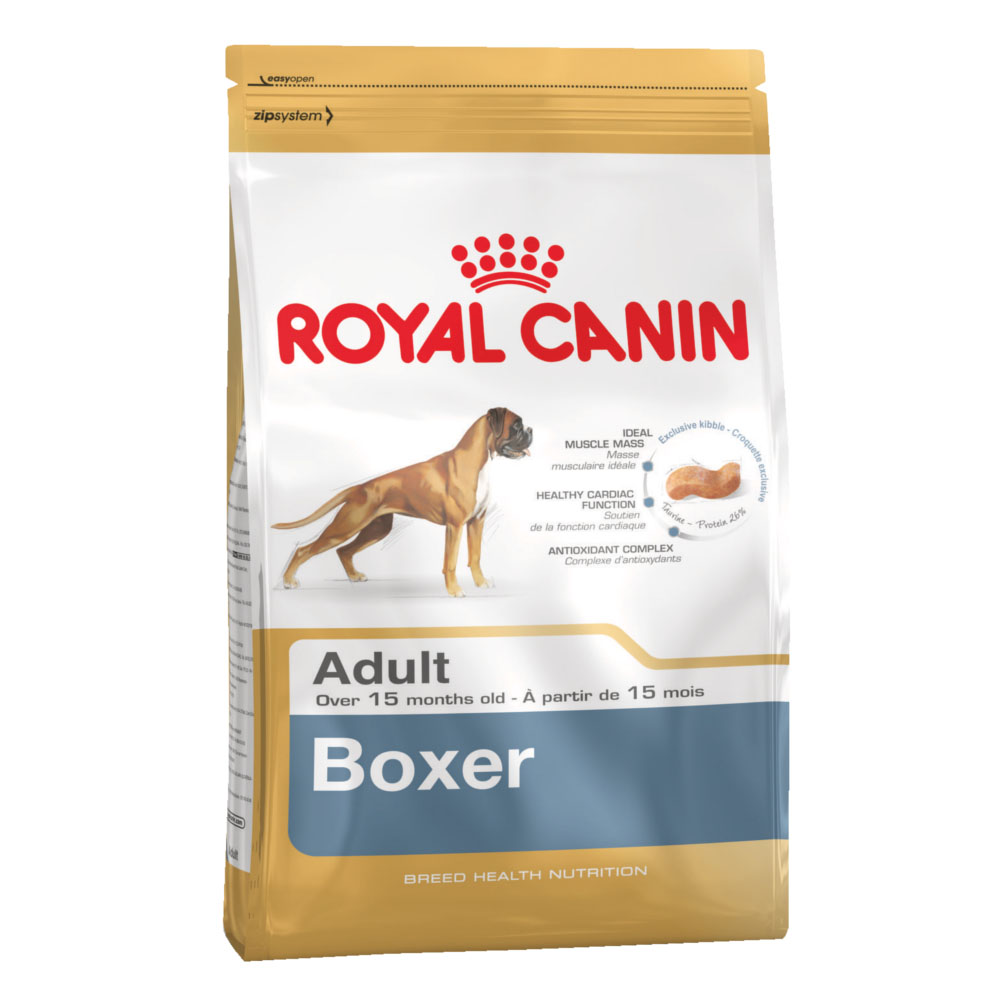 easyopen
zipsystem
ROYAL CANIN
IDEAL
MUSCLE MASS
Masse
musculaire idéale
HEALTHY CARDIAC
FUNCTION
Soutien
de la fonction cardiaque
ANTIOXIDANT COMPLEX
Complexe d'antioxydants
Exclusive kibble - Croquette exclusive
Taurine - Protein 26%
Adult
Over 15 months old - À partir de 15 mois
Boxer
BREED HEALTH NUTRITION
Adult